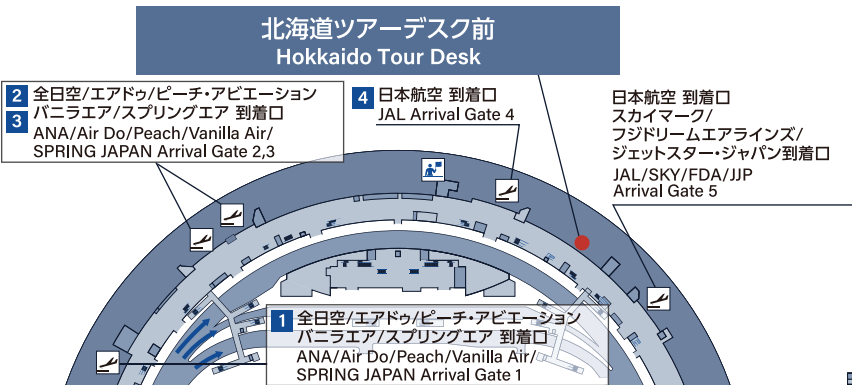 北海道ツアーデスク前
Hokkaido Tour Desk
2 全日空/エアドゥ/ピーチ・アビエーション
3 バニラエア/スプリングエア 到着口
ANA/Air Do/Peach/Vanilla Air/
SPRING JAPAN Arrival Gate 2,3
4 日本航空 到着口
JAL Arrival Gate 4
日本航空 到着口
スカイマーク/
フジドリームエアラインズ/
ジェットスター・ジャパン到着口
JAL/SKY/FDA/JJP
Arrival Gate 5
1 全日空/エアドゥ/ピーチ・アビエーション
バニラエア/スプリングエア 到着口
ANA/Air Do/Peach/Vanilla Air/
SPRING JAPAN Arrival Gate 1